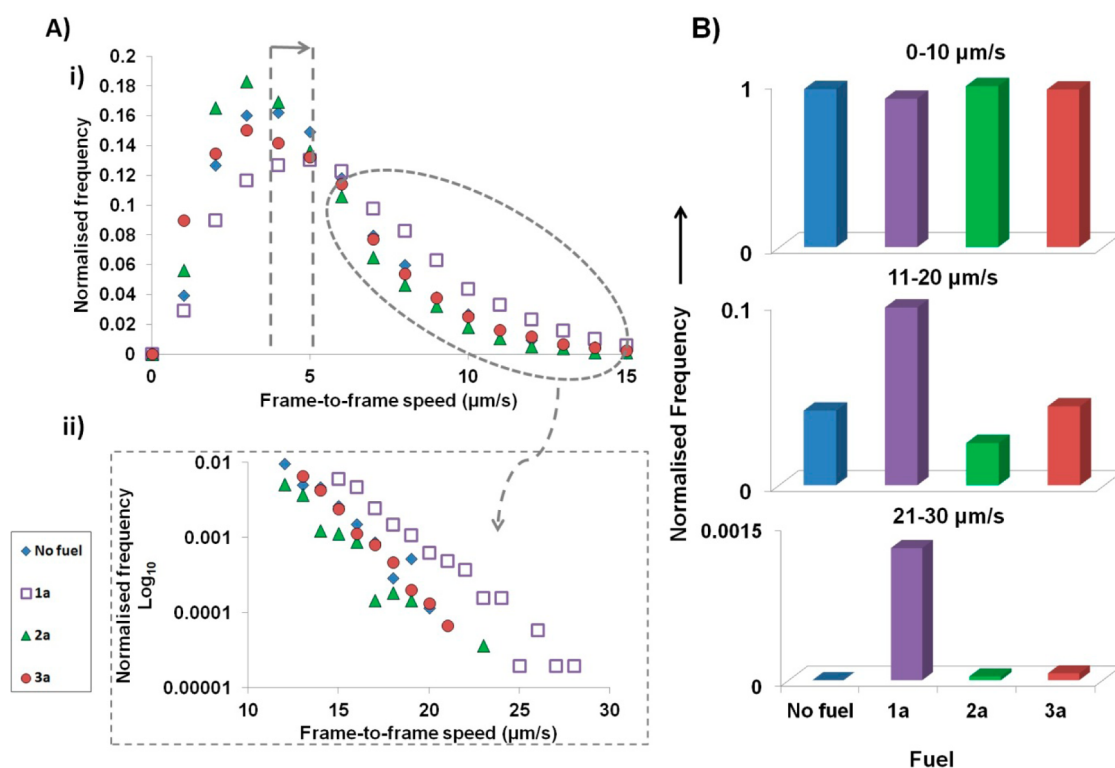 A)
i)
Normalised frequency
0.2
0.18
0.16
0.14
0.12
0.1
0.08
0.06
0.04
0.02
0
0 5 10 15
Frame-to-frame speed (µm/s)
ii)
Normalised frequency
Log10
0.01
0.001
0.0001
0.00001
10 15 20 25 30
Frame-to-frame speed (µm/s)
No fuel
1a
2a
3a
B)
Normalised Frequency
0-10 µm/s
1
0
11-20 µm/s
0.1
0
21-30 µm/s
0.0015
0
No fuel 1a 2a 3a
Fuel